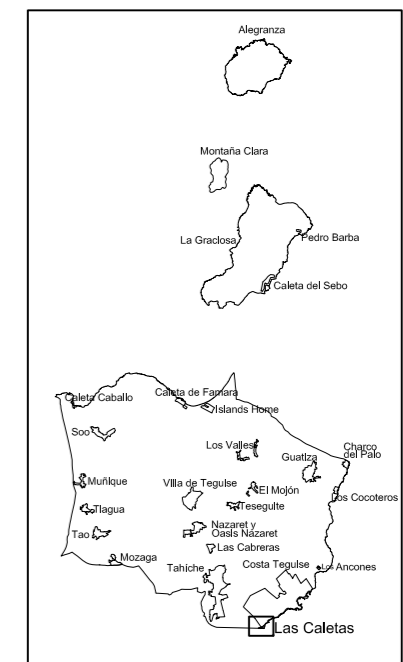 Alegranza
Montaña Clara
La Graciosa
Pedro Barba
Caleta del Sebo
Caleta Caballo
Caleta de Famara
Islands Home
Soo
Los Valles
Guatiza
Charco
del Palo
Muñique
Villa de Teguise
El Mojón
Los Cocoteros
Tiagua
Teseguite
Tao
Nazaret y
Oasis Nazaret
Las Cabreras
Mozaga
Tahiche
Costa Teguise
Los Ancones
Las Caletas